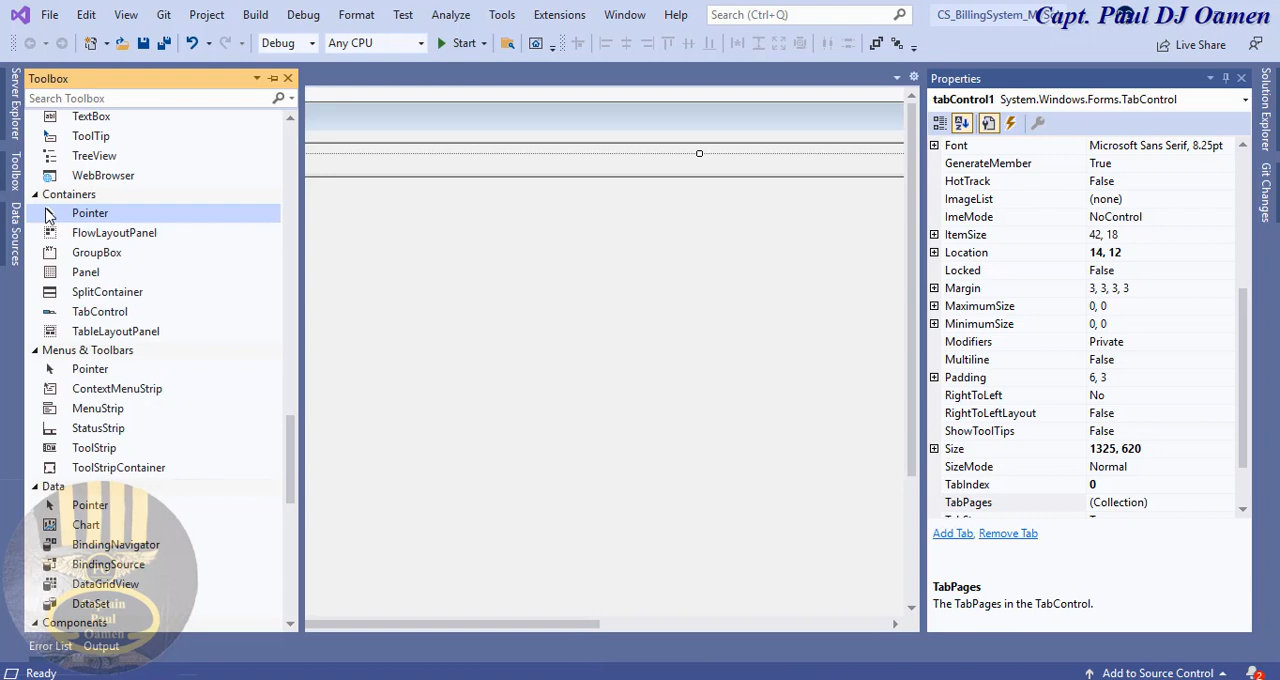 File Edit View Git Project Build Debug Format Test Analyze Tools Extensions Window Help Search (Ctrl+Q) CS_BillingSystem_M
Capt. Paul DJ Oamen
Debug Any CPU Start Live Share
Server Explorer
Toolbox
Data Sources
Toolbox
Search Toolbox
TextBox
ToolTip
TreeView
WebBrowser
Containers
Pointer
FlowLayoutPanel
GroupBox
Panel
SplitContainer
TabControl
TableLayoutPanel
Menus & Toolbars
Pointer
ContextMenuStrip
MenuStrip
StatusStrip
ToolStrip
ToolStripContainer
Data
Pointer
Chart
BindingNavigator
BindingSource
DataGridView
DataSet
Components
Paul
Oamen
Error List Output
Properties
tabControl1 System.Windows.Forms.TabControl
Font Microsoft Sans Serif, 8.25pt
GenerateMember True
HotTrack False
ImageList (none)
ImeMode NoControl
ItemSize 42, 18
Location 14, 12
Locked False
Margin 3, 3, 3, 3
MaximumSize 0, 0
MinimumSize 0, 0
Modifiers Private
Multiline False
Padding 6, 3
RightToLeft No
RightToLeftLayout False
ShowToolTips False
Size 1325, 620
SizeMode Normal
TabIndex 0
TabPages (Collection)
Add Tab, Remove Tab
TabPages
The TabPages in the TabControl.
Solution Explorer
Git Changes
Ready Add to Source Control 2